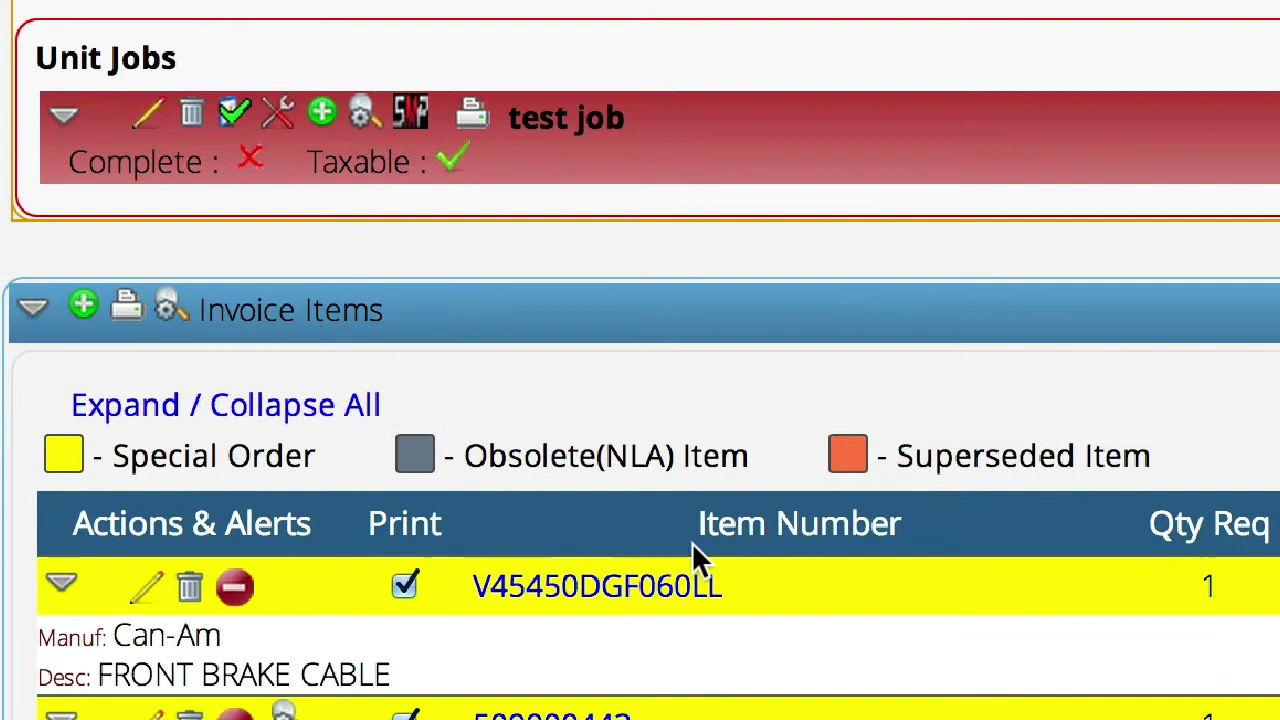 Unit Jobs
SWP test job
Complete : Taxable :
Invoice Items
Expand / Collapse All
- Special Order - Obsolete(NLA) Item - Superseded Item
Actions & Alerts Print Item Number Qty Req
V45450DGF060LL 1
Manuf: Can-Am
Desc: FRONT BRAKE CABLE